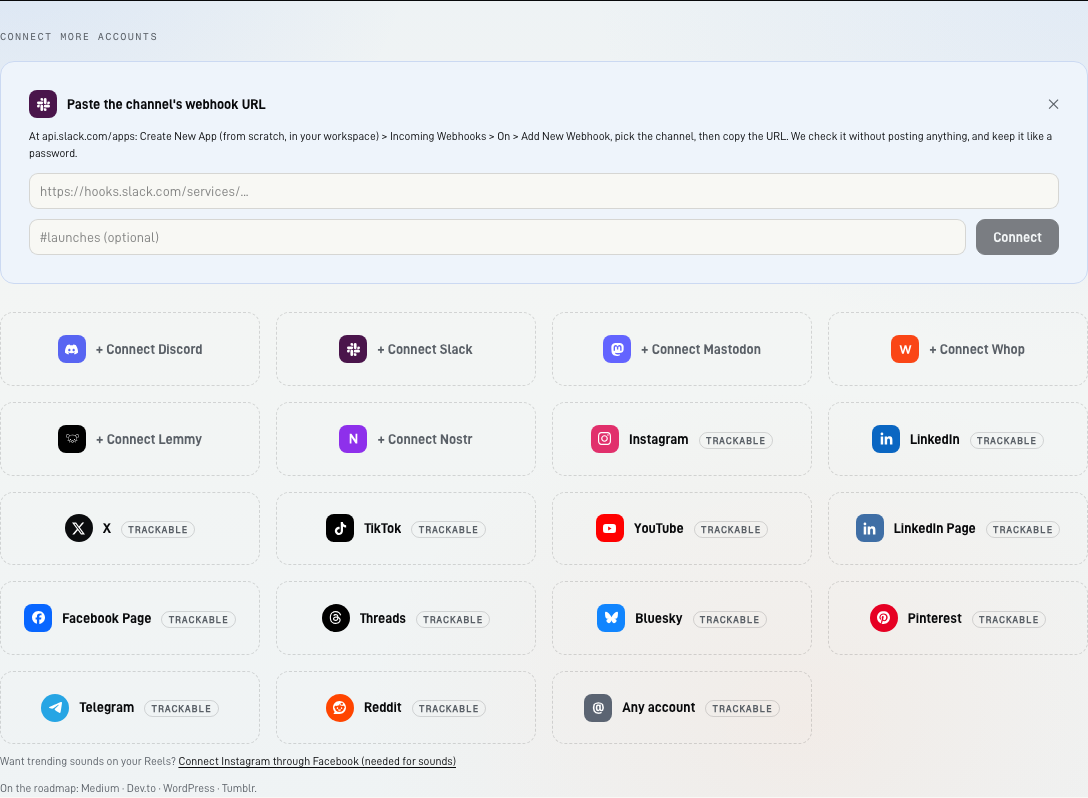 CONNECT MORE ACCOUNTS
Paste the channel's webhook URL
At api.slack.com/apps: Create New App (from scratch, in your workspace) > Incoming Webhooks > On > Add New Webhook, pick the channel, then copy the URL. We check it without posting anything, and keep it like a
password.
https://hooks.slack.com/services/...
#launches (optional)
Connect
+ Connect Discord
+ Connect Slack
+ Connect Mastodon
W + Connect Whop
+ Connect Lemmy
N + Connect Nostr
Instagram TRACKABLE
in LinkedIn TRACKABLE
X TRACKABLE
TikTok TRACKABLE
YouTube TRACKABLE
in LinkedIn Page TRACKABLE
Facebook Page TRACKABLE
Threads TRACKABLE
Bluesky TRACKABLE
Pinterest TRACKABLE
Telegram TRACKABLE
Reddit TRACKABLE
@ Any account TRACKABLE
Want trending sounds on your Reels? Connect Instagram through Facebook (needed for sounds)
On the roadmap: Medium · Dev.to · WordPress · Tumblr.